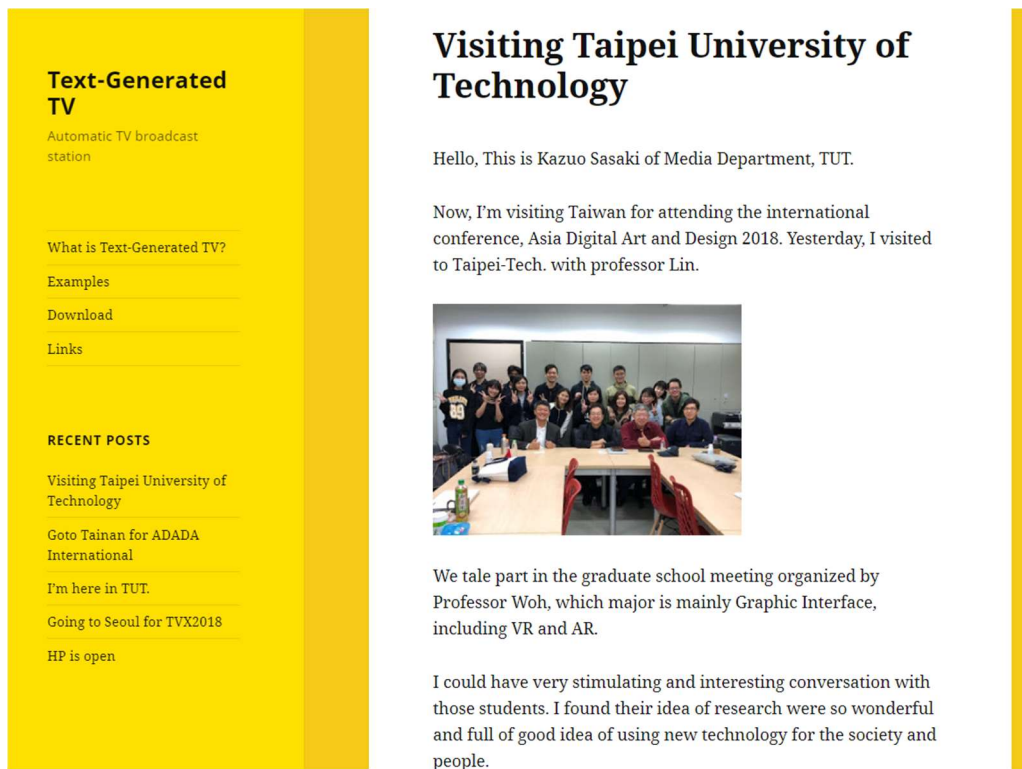 Text-Generated
TV
Automatic TV broadcast
station
What is Text-Generated TV?
Examples
Download
Links
RECENT POSTS
Visiting Taipei University of
Technology
Goto Tainan for ADADA
International
I’m here in TUT.
Going to Seoul for TVX2018
HP is open
Visiting Taipei University of
Technology
Hello, This is Kazuo Sasaki of Media Department, TUT.
Now, I’m visiting Taiwan for attending the international
conference, Asia Digital Art and Design 2018. Yesterday, I visited
to Taipei-Tech. with professor Lin.
89
We tale part in the graduate school meeting organized by
Professor Woh, which major is mainly Graphic Interface,
including VR and AR.
I could have very stimulating and interesting conversation with
those students. I found their idea of research were so wonderful
and full of good idea of using new technology for the society and
people.